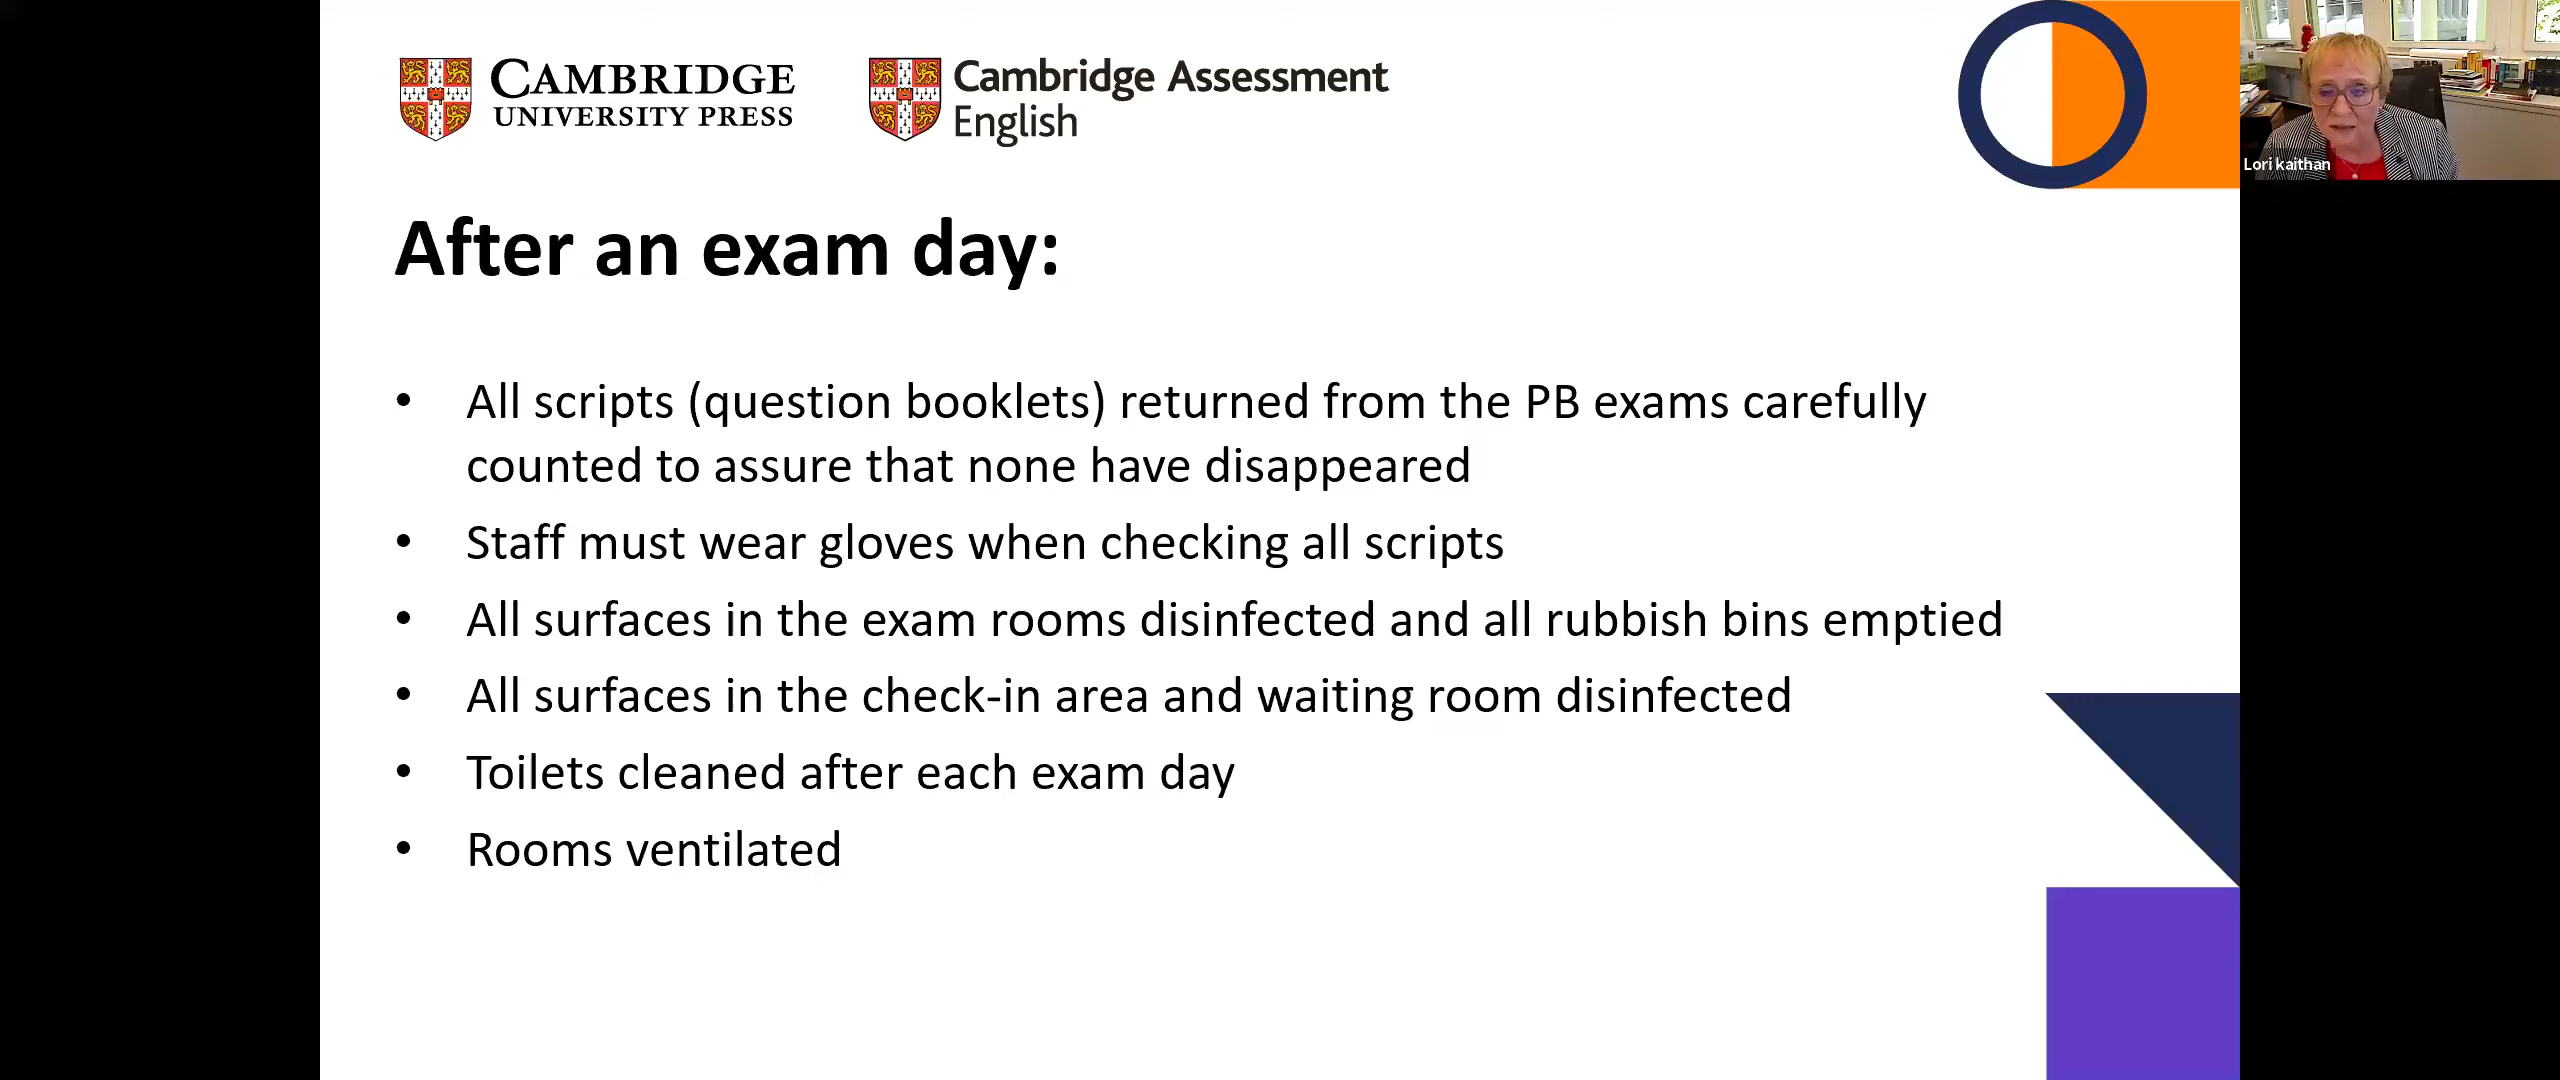 CAMBRIDGE
UNIVERSITY PRESS
Cambridge Assessment
English
Lori kaithan
After an exam day:
• All scripts (question booklets) returned from the PB exams carefully
counted to assure that none have disappeared
• Staff must wear gloves when checking all scripts
• All surfaces in the exam rooms disinfected and all rubbish bins emptied
• All surfaces in the check-in area and waiting room disinfected
• Toilets cleaned after each exam day
• Rooms ventilated